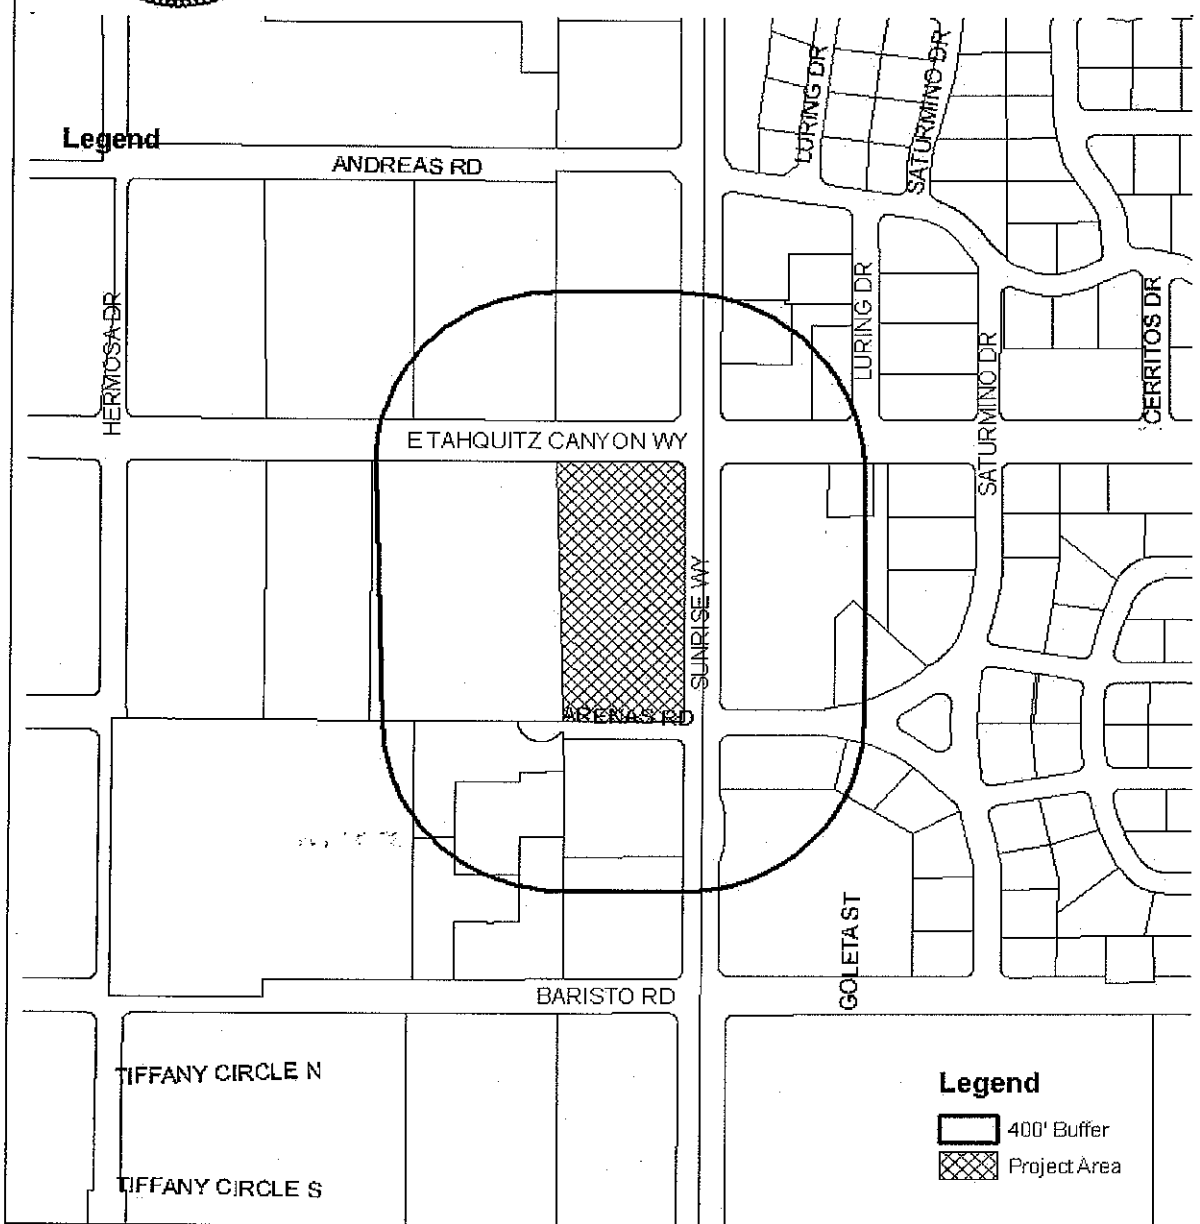 LURING DR
SATURMINO DR
Legend
ANDREAS RD
HERMOSA DR
LURING DR
SATURMINO DR
CERRITOS DR
E TAHQUITZ CANYON WY
SUNRISE WY
ARENAS RD
GOLETA ST
BARISTO RD
TIFFANY CIRCLE N
Legend
400' Buffer
Project Area
TIFFANY CIRCLE S